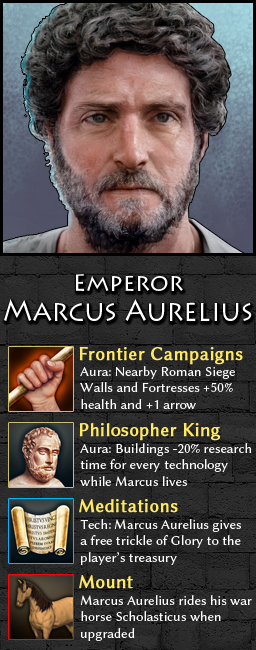 Emperor
Marcus Aurelius
Frontier Campaigns
Aura: Nearby Roman Siege
Walls and Fortresses +50%
health and +1 arrow
Philosopher King
Aura: Buildings -20% research
time for every technology
while Marcus lives
Meditations
Tech: Marcus Aurelius gives
a free trickle of Glory to the
player's treasury
Mount
Marcus Aurelius rides his war
horse Scholasticus when
upgraded